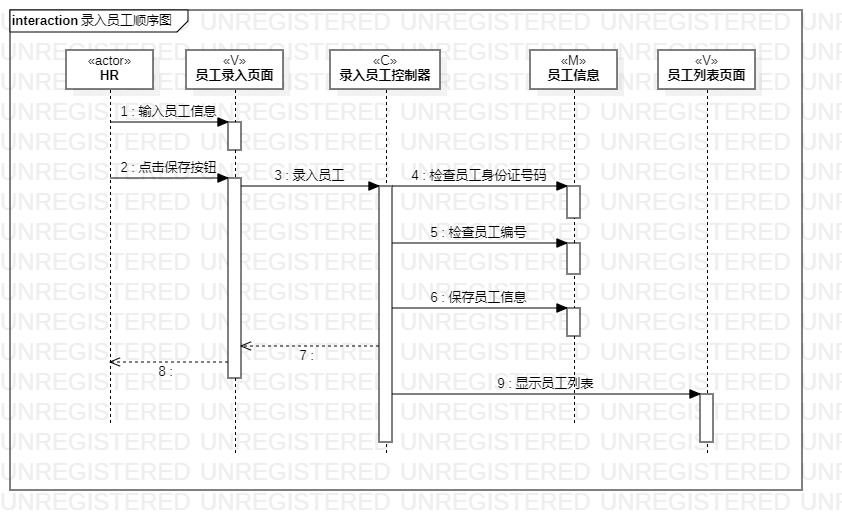 interaction 录入员工顺序图
«actor»
HR
«V»
员工录入页面
«C»
录入员工控制器
«M»
员工信息
«V»
员工列表页面
1 : 输入员工信息
2 : 点击保存按钮
3 : 录入员工
4 : 检查员工身份证号码
5 : 检查员工编号
6 : 保存员工信息
7 :
8 :
9 : 显示员工列表
UNREGISTERED UNREGISTERED UNREGISTERED UNREGISTERED